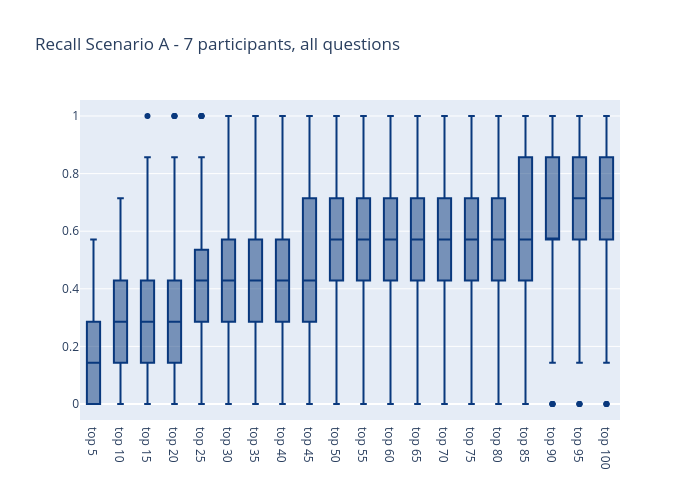 Recall Scenario A - 7 participants, all questions
1
0.8
0.6
0.4
0.2
0
top 5
top 10
top 15
top 20
top 25
top 30
top 35
top 40
top 45
top 50
top 55
top 60
top 65
top 70
top 75
top 80
top 85
top 90
top 95
top 100